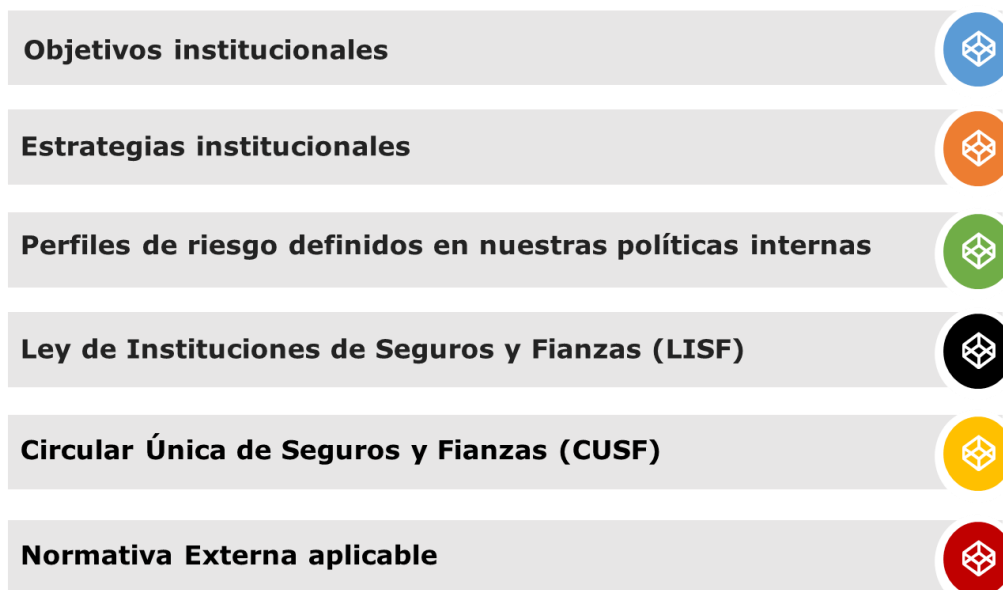 Objetivos institucionales
Estrategias institucionales
Perfiles de riesgo definidos en nuestras políticas internas
Ley de Instituciones de Seguros y Fianzas (LISF)
Circular Única de Seguros y Fianzas (CUSF)
Normativa Externa aplicable